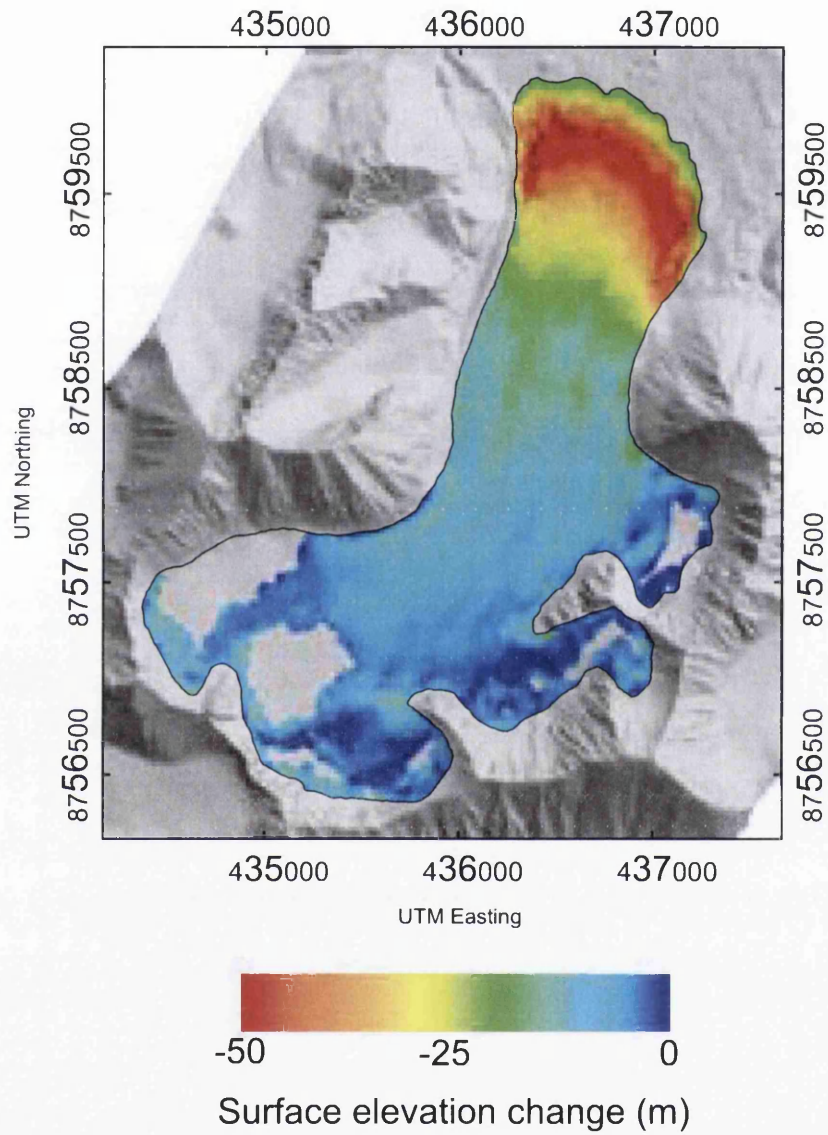 435000 436000 437000
8759500 8759500
8758500 8758500
UTM Northing
8757500 8757500
8756500 8756500
435000 436000 437000
UTM Easting
-50 -25 0
Surface elevation change (m)